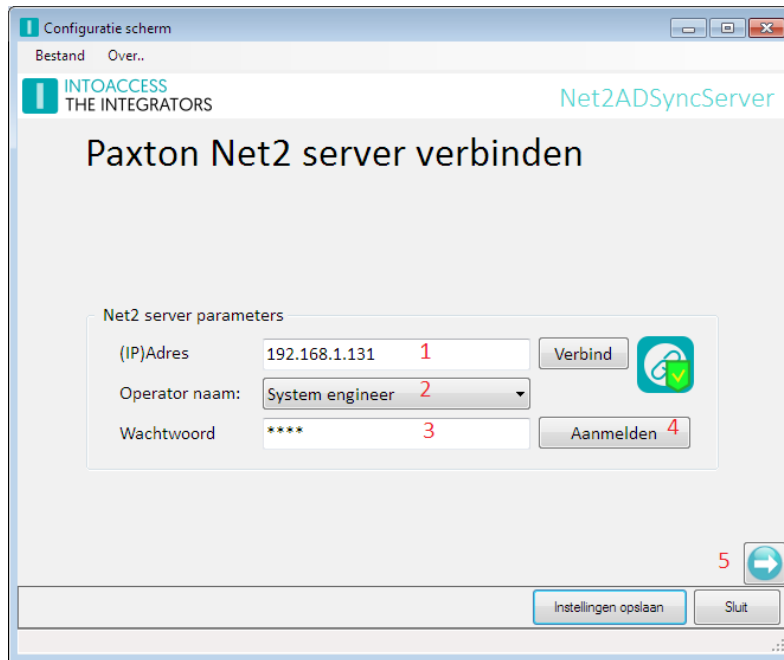 Configuratie scherm
Bestand Over..
INTOACCESS
THE INTEGRATORS
Net2ADSyncServer
Paxton Net2 server verbinden
Net2 server parameters
(IP)Adres 192.168.1.131 1 Verbind
Operator naam: System engineer 2
Wachtwoord **** 3 Aanmelden 4
5
Instellingen opslaan Sluit